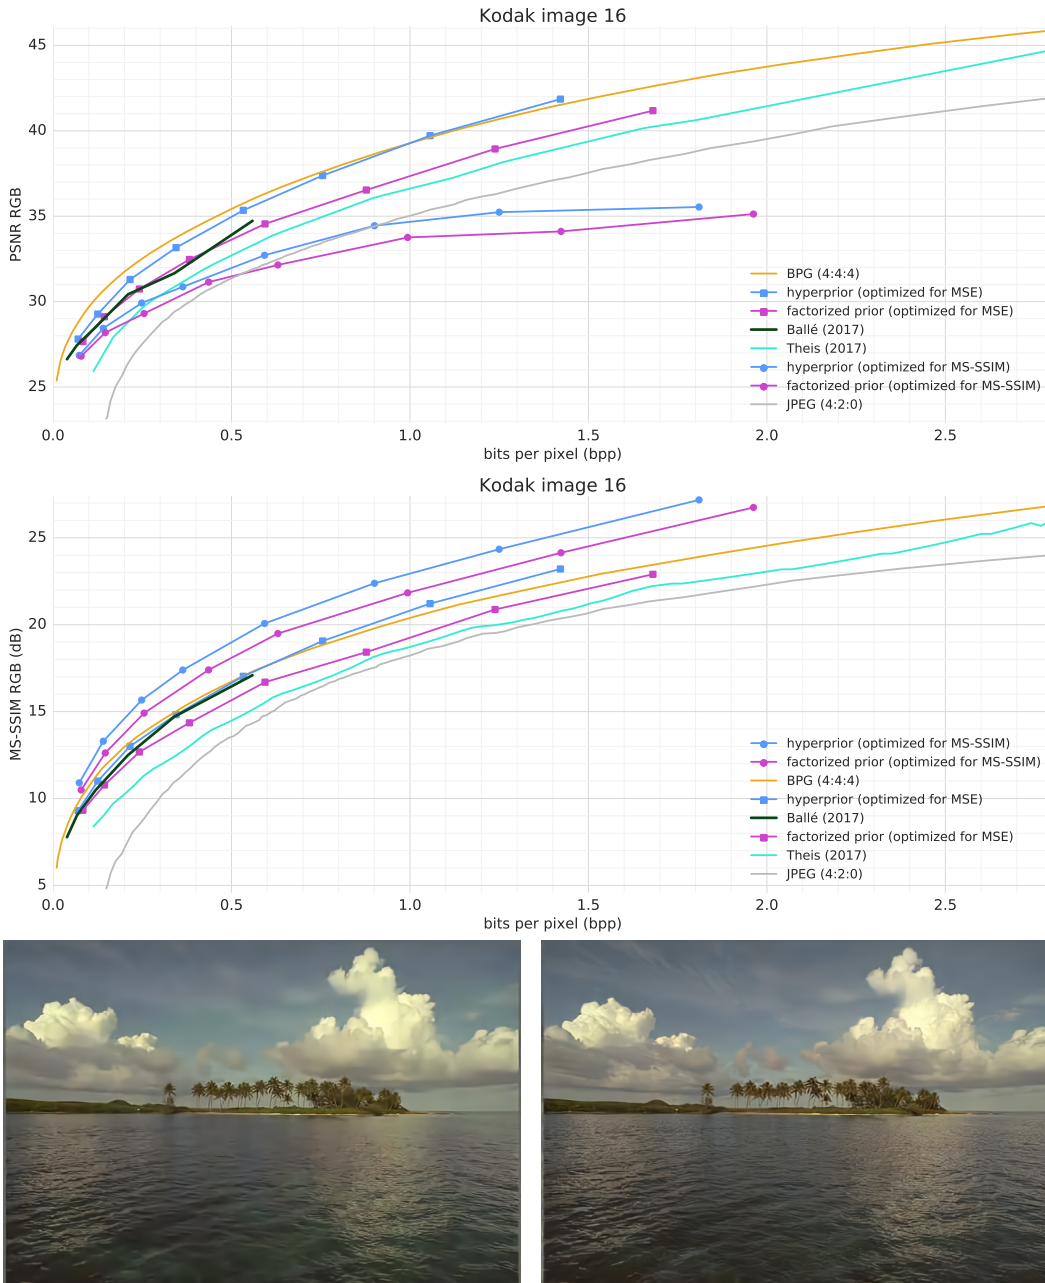 Kodak image 16
45
40
35
30
25
PSNR RGB
BPG (4:4:4)
hyperprior (optimized for MSE)
factorized prior (optimized for MSE)
Ballé (2017)
Theis (2017)
hyperprior (optimized for MS-SSIM)
factorized prior (optimized for MS-SSIM)
JPEG (4:2:0)
0.0 0.5 1.0 1.5 2.0 2.5
bits per pixel (bpp)
Kodak image 16
25
20
15
10
5
MS-SSIM RGB (dB)
hyperprior (optimized for MS-SSIM)
factorized prior (optimized for MS-SSIM)
BPG (4:4:4)
hyperprior (optimized for MSE)
Ballé (2017)
factorized prior (optimized for MSE)
Theis (2017)
JPEG (4:2:0)
0.0 0.5 1.0 1.5 2.0 2.5
bits per pixel (bpp)